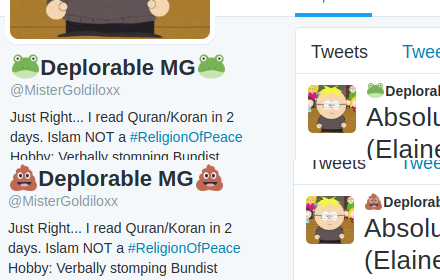 🐸Deplorable MG🐸
@MisterGoldiloxx
Just Right... I read Quran/Koran in 2
days. Islam NOT a #ReligionOfPeace
Hobby: Verbally stomping Bundist
💩Deplorable MG💩
@MisterGoldiloxx
Just Right... I read Quran/Koran in 2
days. Islam NOT a #ReligionOfPeace
Hobby: Verbally stomping Bundist
Tweets Twee
🐸Deplorab
Absolu
(Elaine
Tweets Twee
💩Deplorab
Absolu
(Elaine